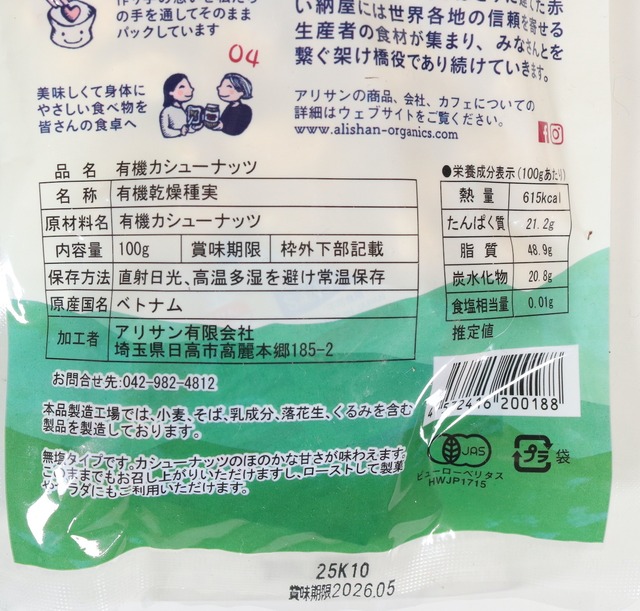 の手を通してそのまま
パックしています
04
美味しくて身体に
やさしい食べ物を
皆さんの食卓へ
い納屋には世界各地の信頼を寄せる
生産者の食材が集まり、みなさんとを
繋ぐ架け橋役であり続けていきます。
アリサンの商品、会社、カフェについての
詳細はウェブサイトをご覧ください。
www.alishan-organics.com
品名 有機カシューナッツ
名称 有機乾燥種実
原材料名 有機カシューナッツ
内容量 100g 賞味期限 枠外下部記載
保存方法 直射日光、高温多湿を避け常温保存
原産国名 ベトナム
加工者 アリサン有限会社
埼玉県日高市高麗本郷185-2
●栄養成分表示(100gあたり)
熱量 615kcal
たんぱく質 21.2g
脂質 48.9g
炭水化物 20.8g
食塩相当量 0.01g
推定値
お問合せ先:042-982-4812
本品製造工場では、小麦、そば、乳成分、落花生、くるみを含む
製品を製造しております。
無塩タイプです。カシューナッツのほのかな甘さが味わえます。
このままでもお召し上がりいただけますし、ローストして製菓
やサラダにもご利用いただけます。
200188
JAS
ビューローベリタス
HWJP1715
プラ 袋
25K10
賞味期限2026.05